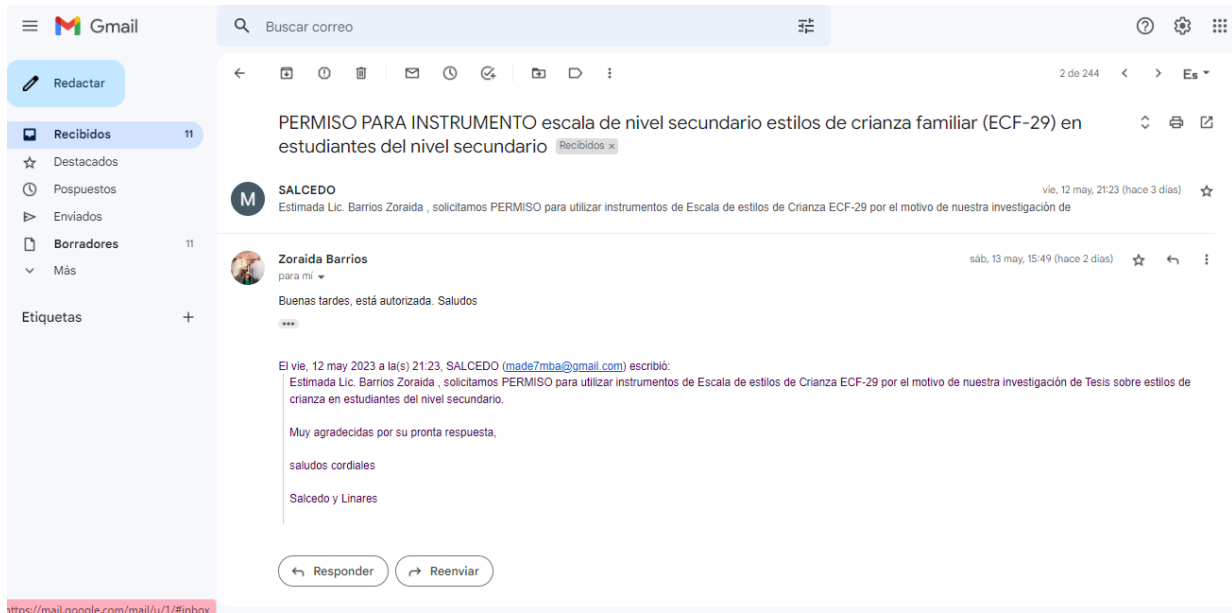 Gmail
Buscar correo
Redactar
2 de 244
Es
Recibidos 11
Destacados
Pospuestos
Enviados
Borradores 11
Más
Etiquetas
PERMISO PARA INSTRUMENTO escala de nivel secundario estilos de crianza familiar (ECF-29) en
estudiantes del nivel secundario Recibidos ×
M
SALCEDO vie, 12 may, 21:23 (hace 3 días)
Estimada Lic. Barrios Zoraida , solicitamos PERMISO para utilizar instrumentos de Escala de estilos de Crianza ECF-29 por el motivo de nuestra investigación de
Zoraida Barrios sáb, 13 may, 15:49 (hace 2 días)
para mí
Buenas tardes, está autorizada. Saludos
El vie, 12 may 2023 a la(s) 21:23, SALCEDO (made7mba@gmail.com) escribió:
Estimada Lic. Barrios Zoraida , solicitamos PERMISO para utilizar instrumentos de Escala de estilos de Crianza ECF-29 por el motivo de nuestra investigación de Tesis sobre estilos de
crianza en estudiantes del nivel secundario.
Muy agradecidas por su pronta respuesta,
saludos cordiales
Salcedo y Linares
Responder
Reenviar
https://mail.google.com/mail/u/1/#inbox